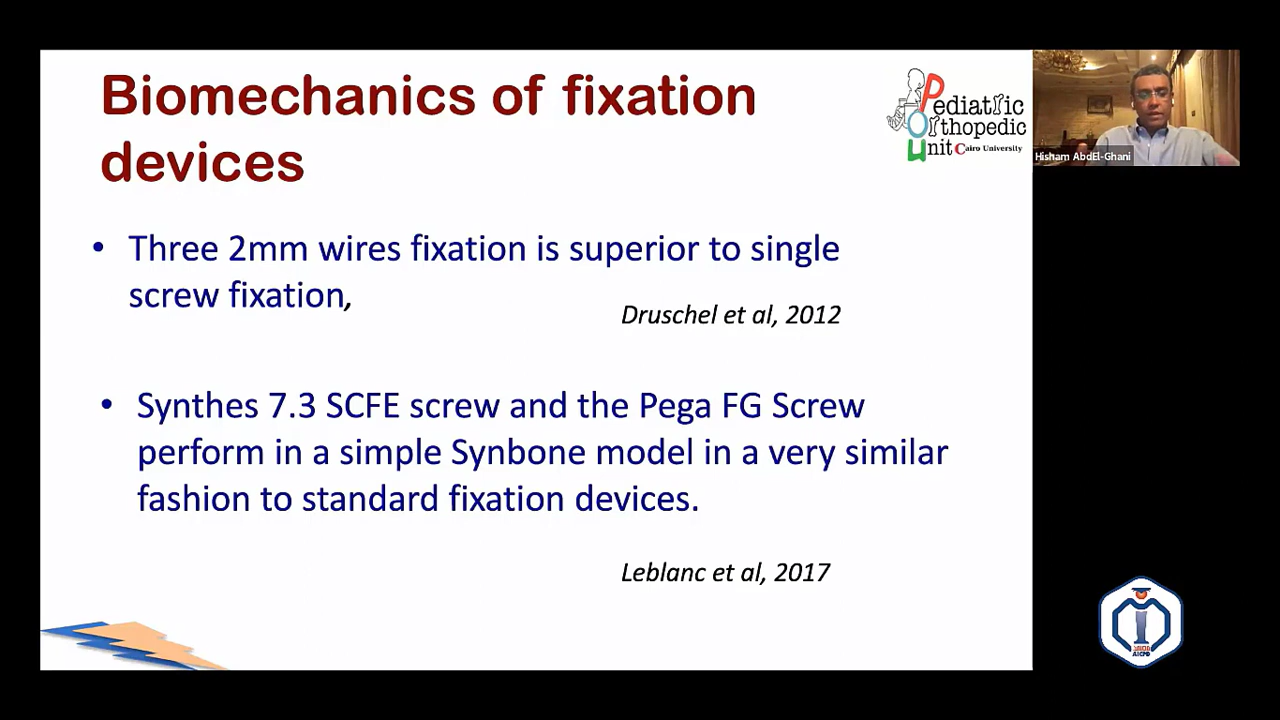 Biomechanics of fixation
devices
Pediatric
Orthopedic
Unit Cairo University
Hisham AbdEl-Ghani
• Three 2mm wires fixation is superior to single
screw fixation,
Druschel et al, 2012
• Synthes 7.3 SCFE screw and the Pega FG Screw
perform in a simple Synbone model in a very similar
fashion to standard fixation devices.
Leblanc et al, 2017